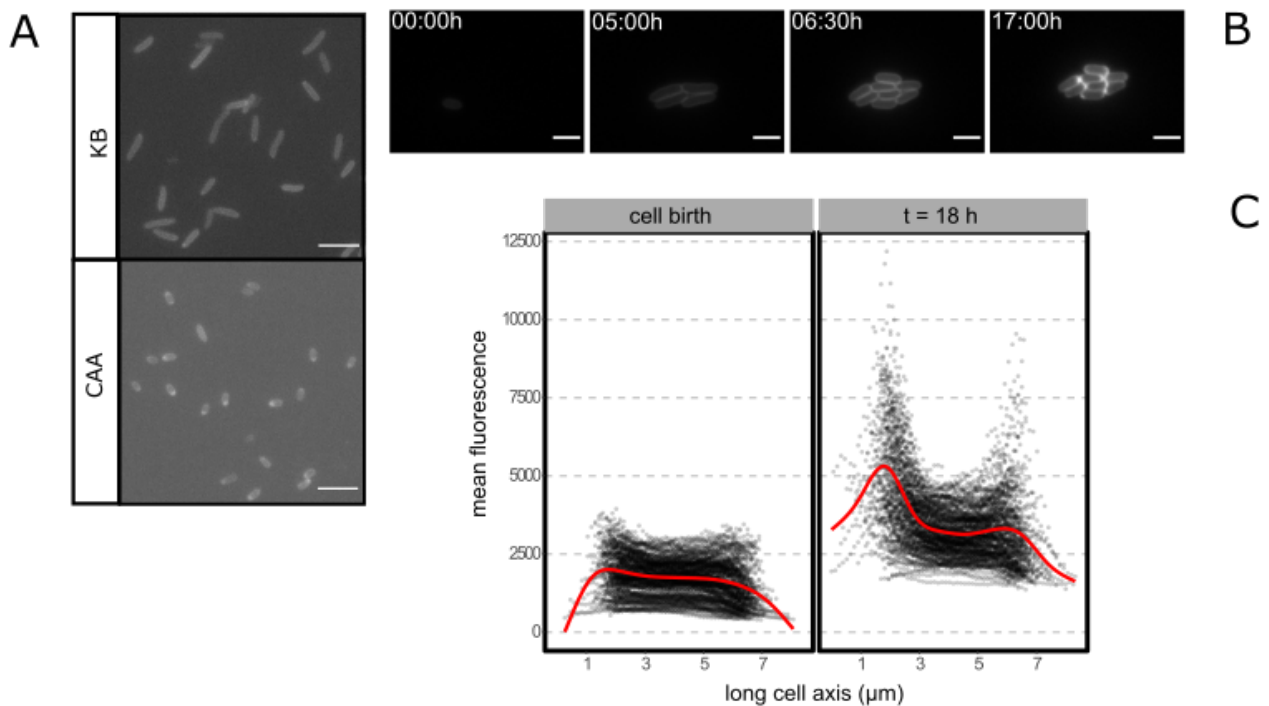 A
KB
CAA
00:00h
05:00h
06:30h
17:00h
B
C
cell birth
t = 18 h
mean fluorescence
12500
10000
7500
5000
2500
0
1 3 5 7
1 3 5 7
long cell axis (μm)